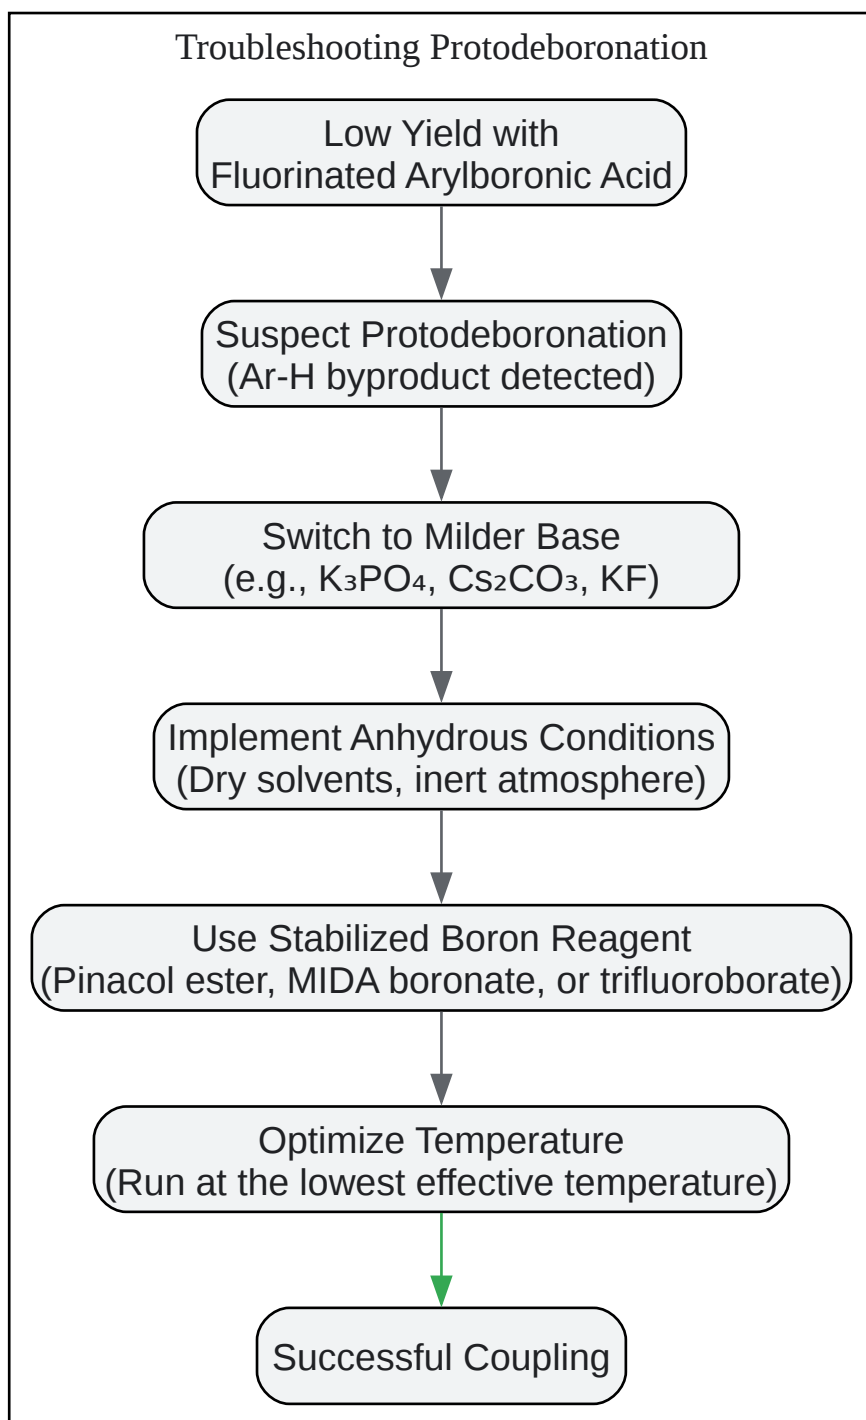 Troubleshooting Protodeboronation
Low Yield with
Fluorinated Arylboronic Acid
Suspect Protodeboronation
(Ar-H byproduct detected)
Switch to Milder Base
(e.g., K₃PO₄, Cs₂CO₃, KF)
Implement Anhydrous Conditions
(Dry solvents, inert atmosphere)
Use Stabilized Boron Reagent
(Pinacol ester, MIDA boronate, or trifluoroborate)
Optimize Temperature
(Run at the lowest effective temperature)
Successful Coupling